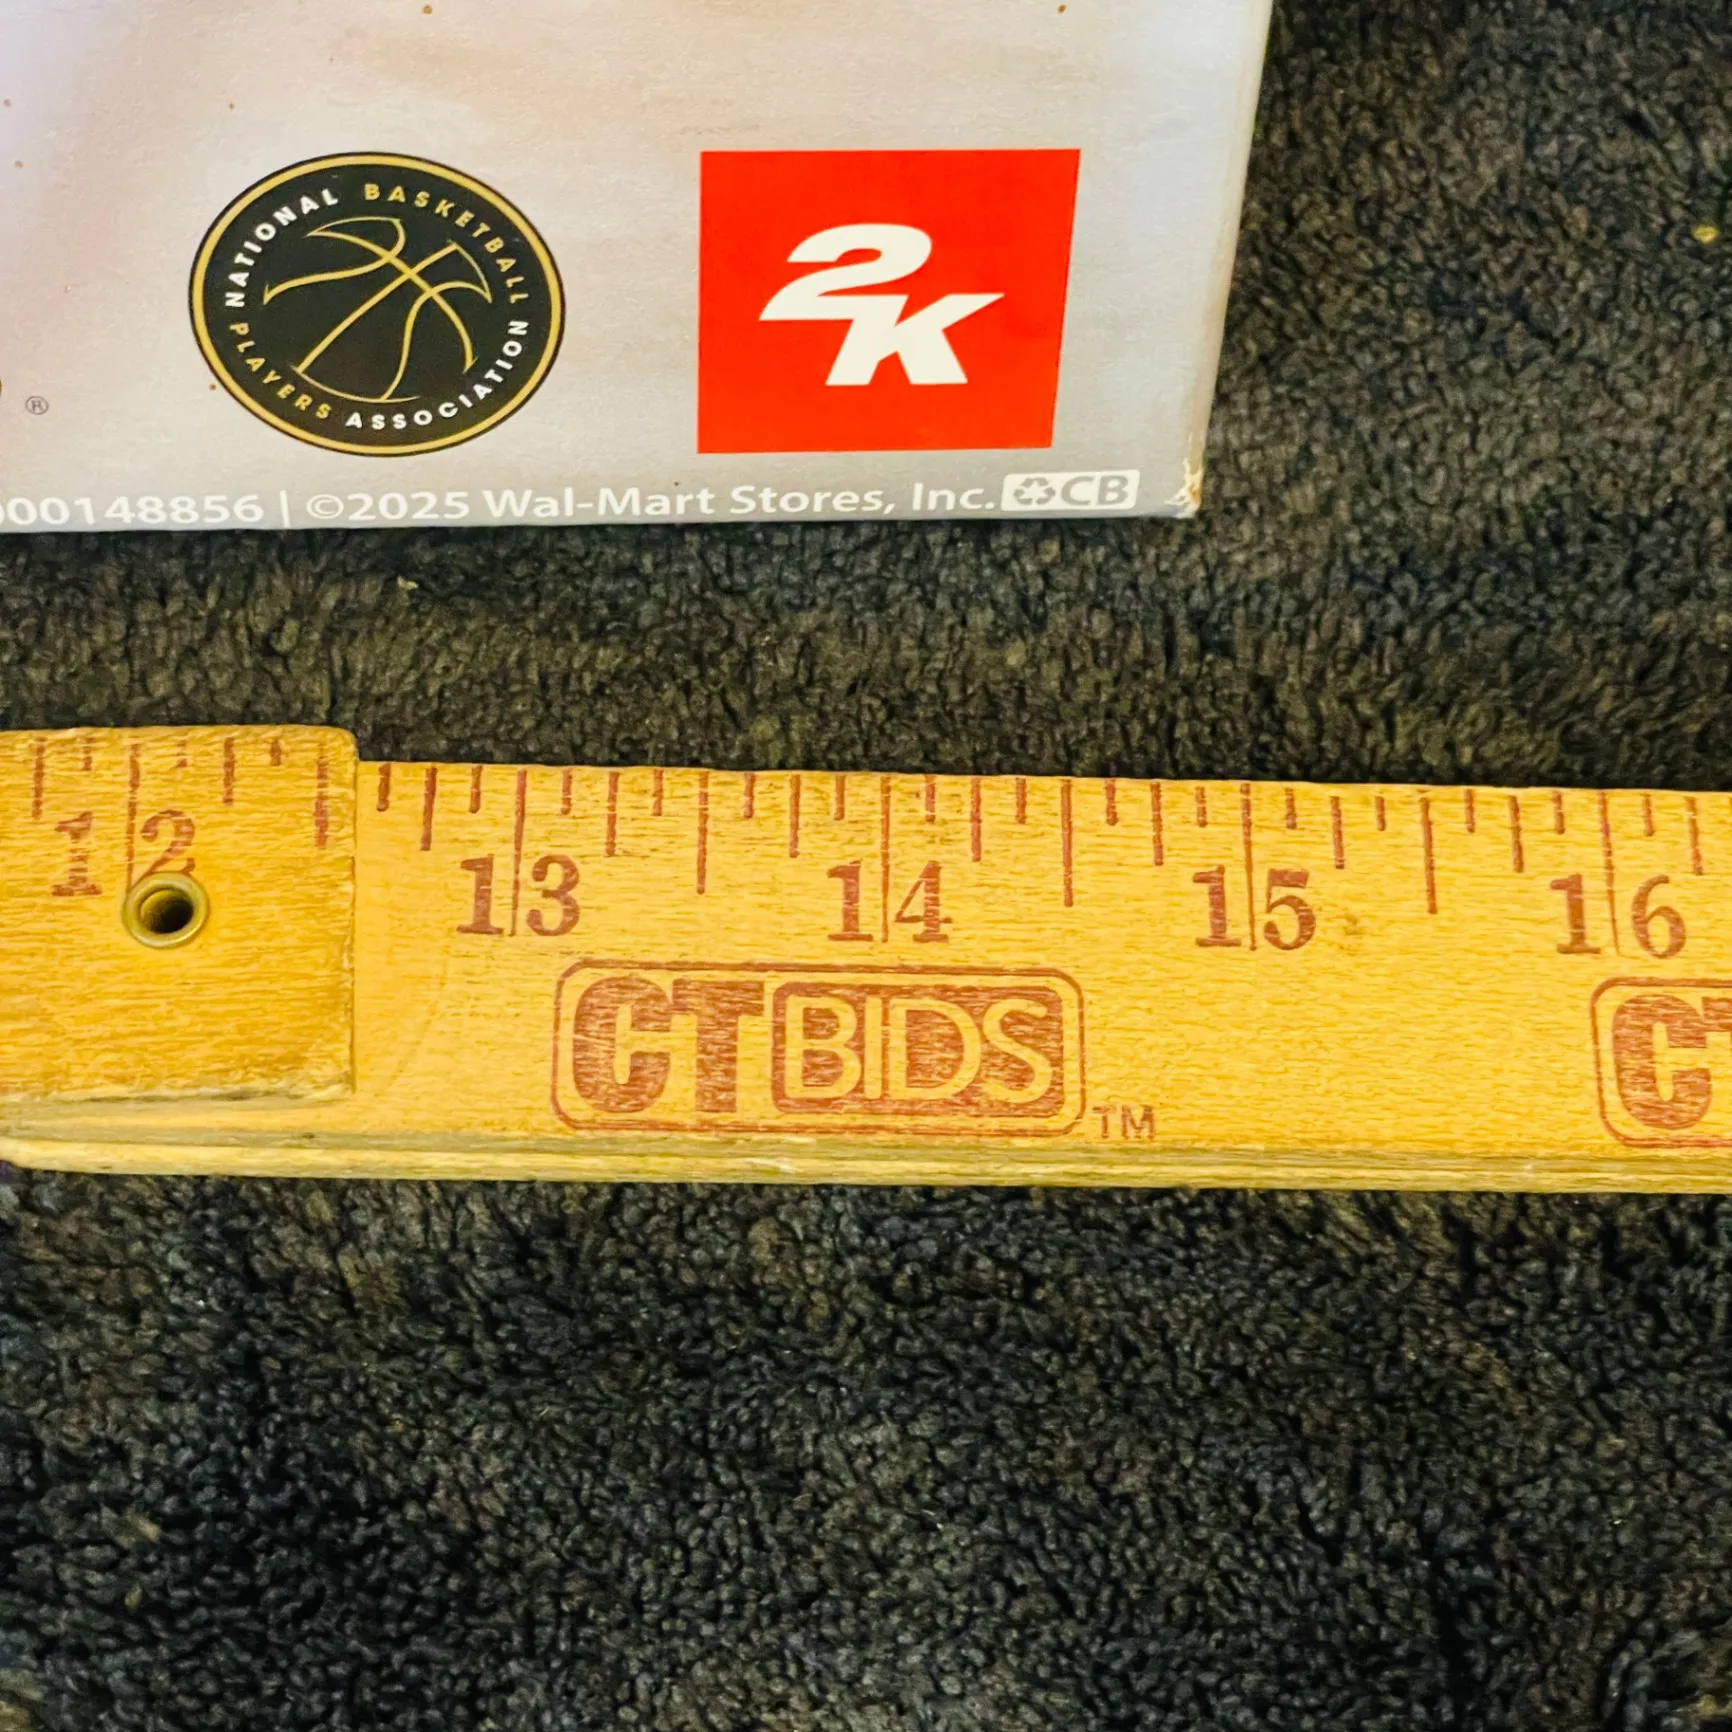 NATIONAL BASKETBALL
PLAYERS ASSOCIATION
2K
®
00148856 | ©2025 Wal-Mart Stores, Inc. CB
12 13 14 15 16
CTBIDS TM CT